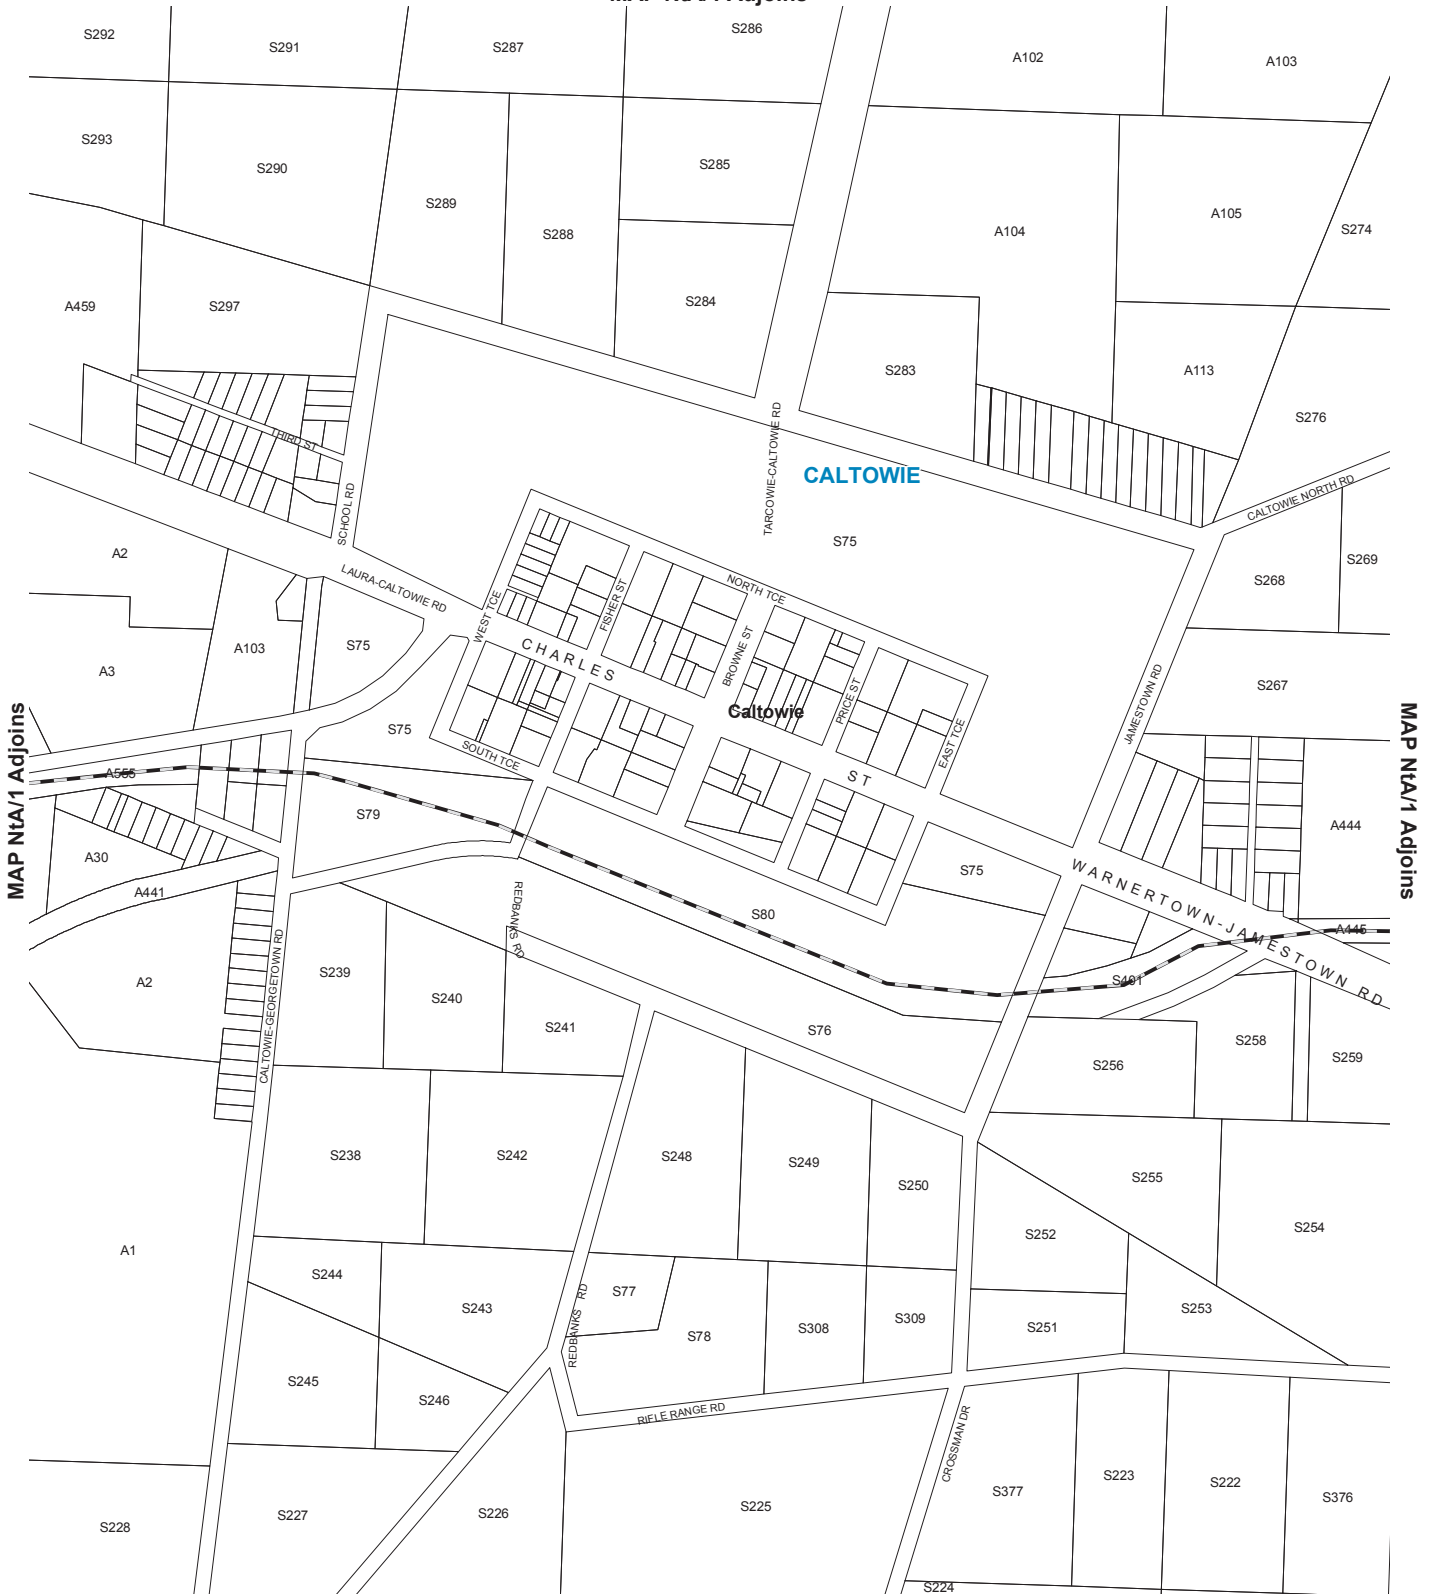 MAP NtA/1 Adjoins
S292
S291
S287
S286
A102
A103
S293
S290
S289
S288
S285
A104
A105
S274
A459
S297
S284
S283
A113
S276
THIRD ST
SCHOOL RD
TARCOWIE-CALTOWIE RD
CALTOWIE
CALTOWIE NORTH RD
S75
A2
S268
S269
LAURA-CALTOWIE RD
WEST TCE
FISHER ST
NORTH TCE
BROWNE ST
CHARLES
A103
S75
A3
S267
PRICE ST
Caltowie
JAMESTOWN RD
EAST TCE
MAP NtA/1 Adjoins
MAP NtA/1 Adjoins
S75
SOUTH TCE
ST
A555
S79
A444
A30
A441
S75
WARNERTOWN-JAMESTOWN RD
S80
REDBANKS RD
A445
CALTOWIE-GEORGETOWN RD
S239
S240
S241
A2
S401
S76
S256
S258
S259
S238
S242
S248
S249
S250
S255
S252
S254
A1
S244
S243
S77
REDBANKS RD
S78
S308
S309
S251
S253
S245
S246
RIFLE RANGE RD
CROSSMAN DR
S377
S223
S222
S376
S228
S227
S226
S225
S224